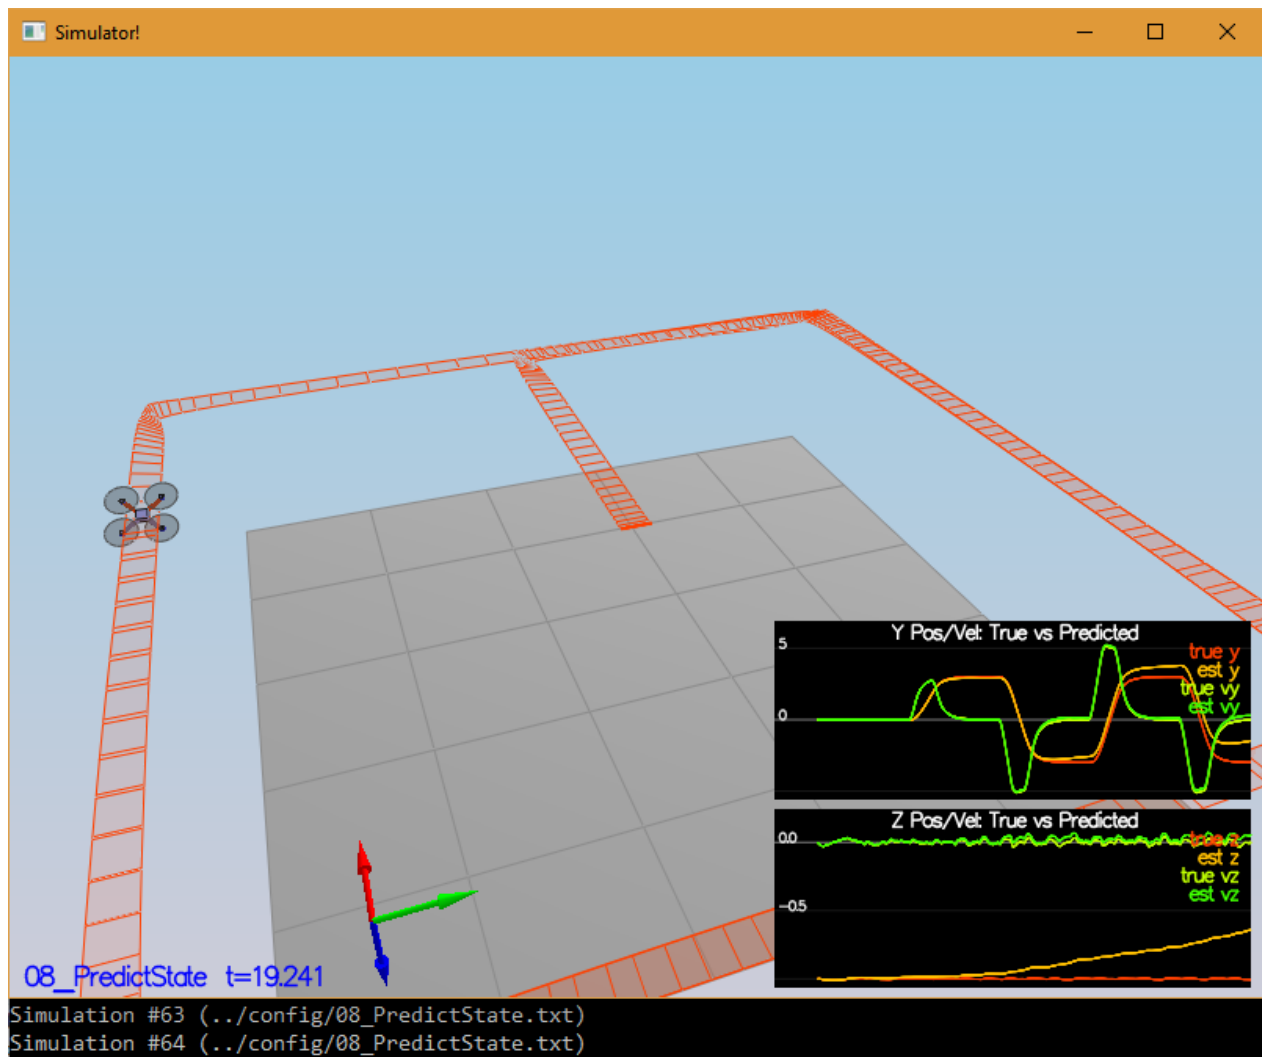 Simulator!
Y Pos/Vel: True vs Predicted
5
true y
est y
true vy
0
est vy
Z Pos/Vel: True vs Predicted
0.0
true z
est z
true vz
est vz
-0.5
08_PredictState t=19.241
Simulation #63 (../config/08_PredictState.txt)
Simulation #64 (../config/08_PredictState.txt)